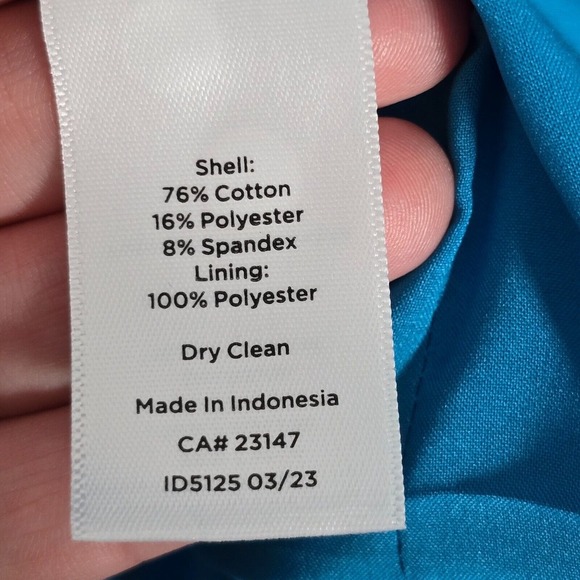 Shell:
76% Cotton
16% Polyester
8% Spandex
Lining:
100% Polyester
Dry Clean
Made In Indonesia
CA# 23147
ID5125 03/23